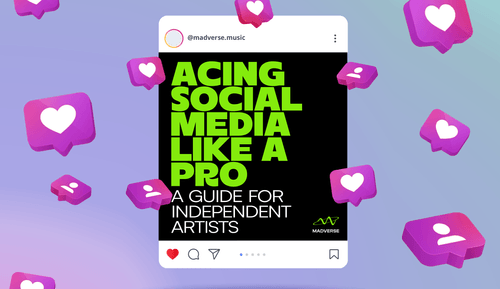 @madverse.music
ACING
SOCIAL
MEDIA
LIKE A
PRO
A GUIDE FOR
INDEPENDENT
ARTISTS
MADVERSE